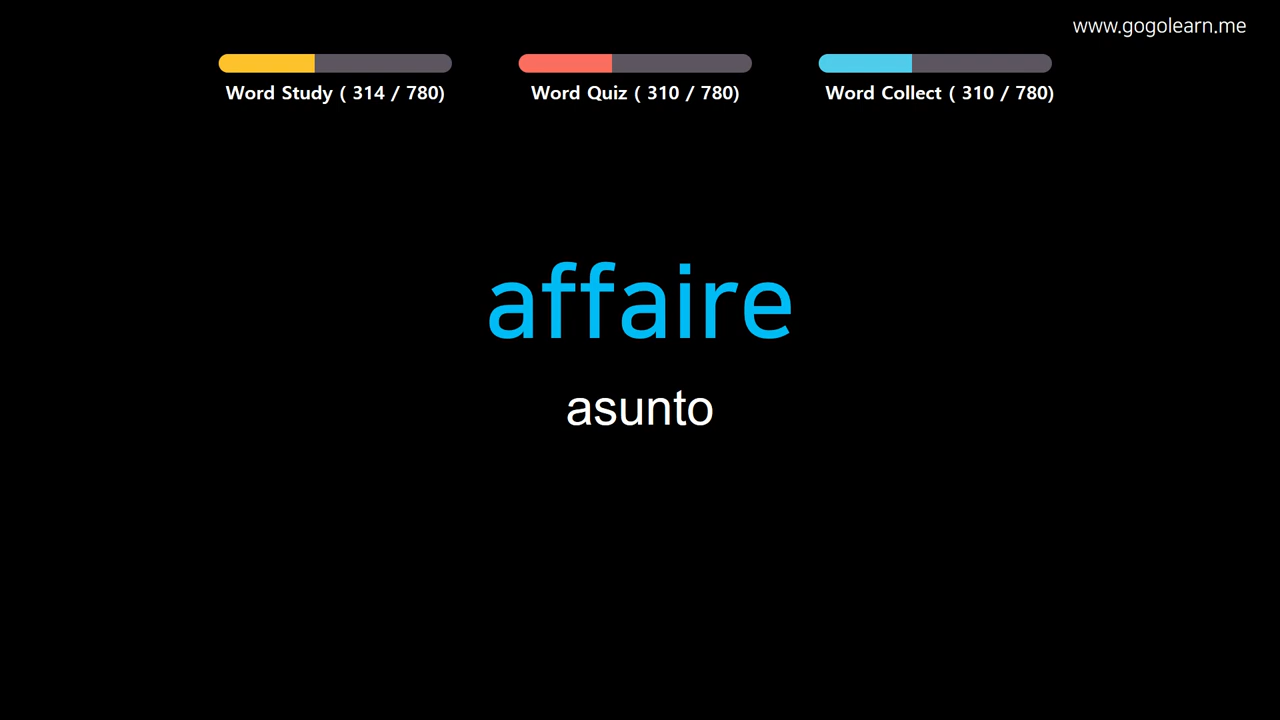 www.gogolearn.me
Word Study ( 314 / 780)
Word Quiz ( 310 / 780)
Word Collect ( 310 / 780)
affaire
asunto